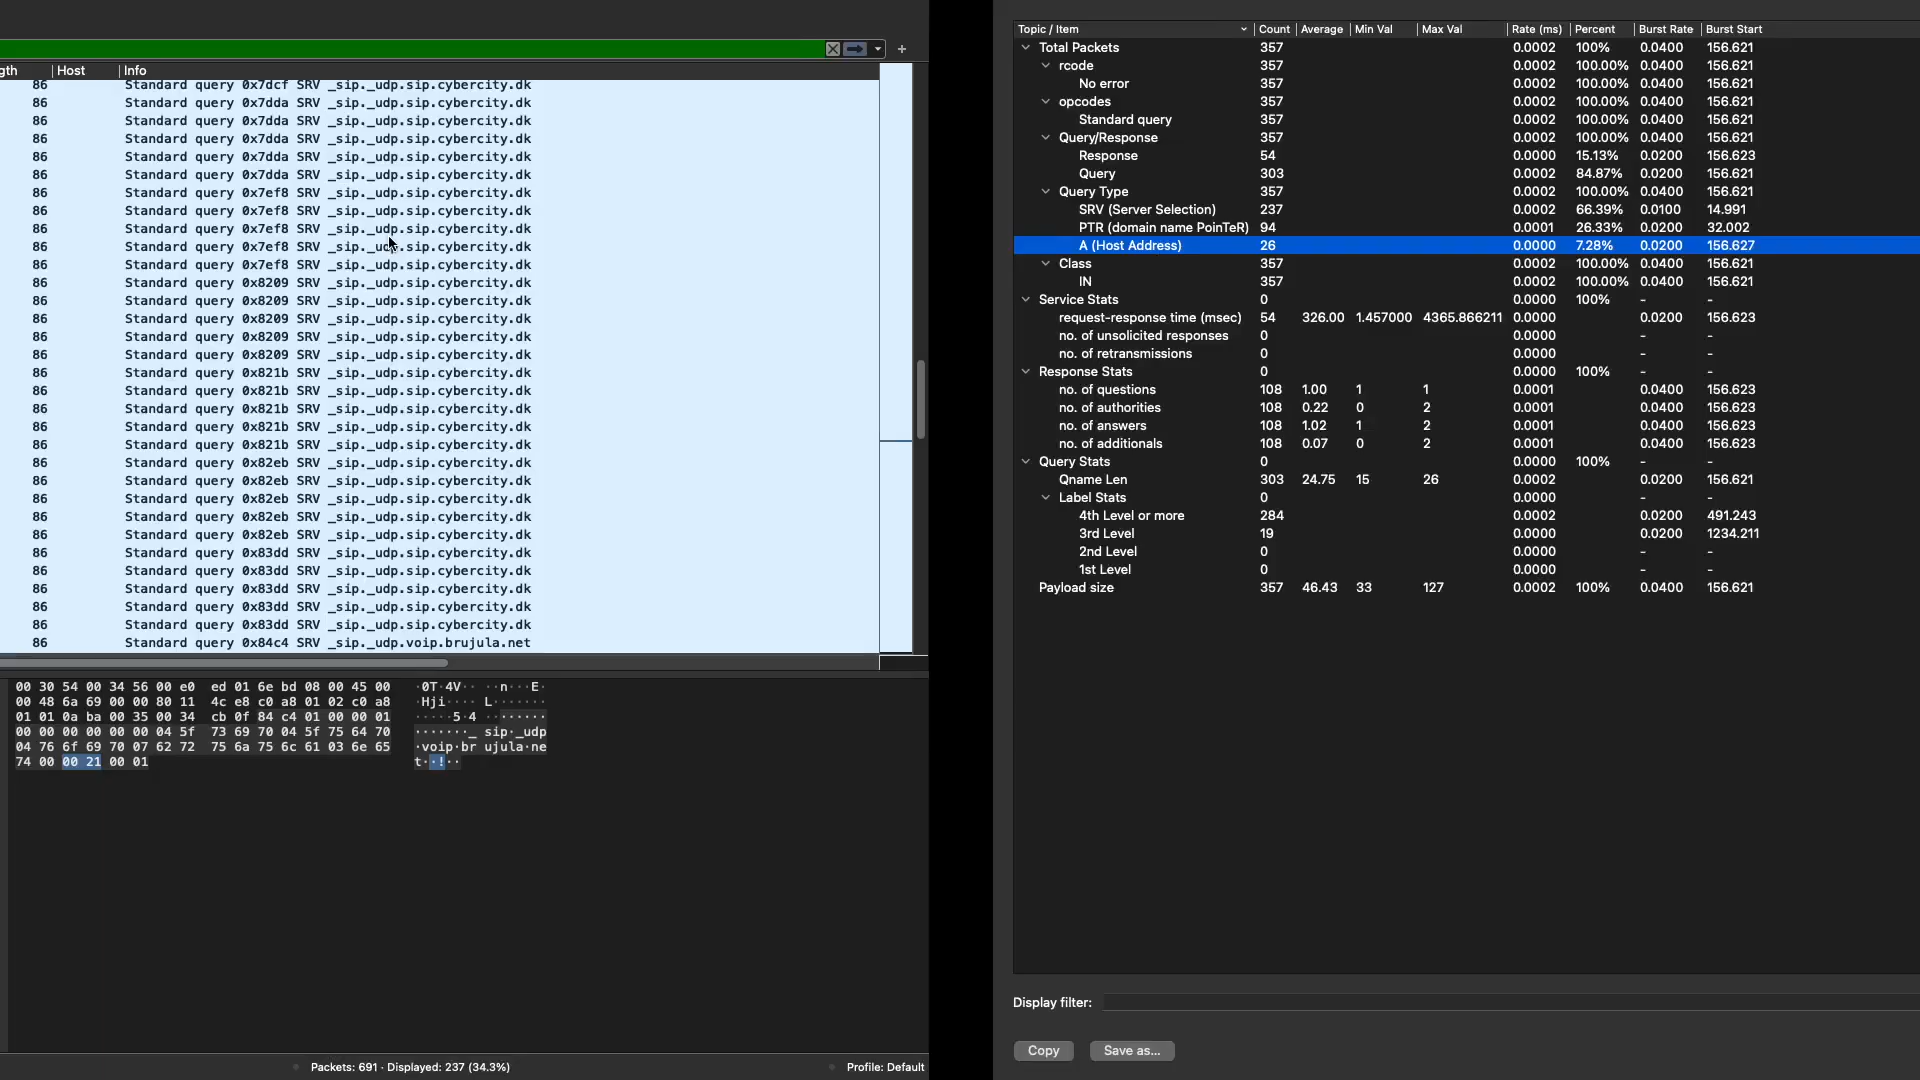 gth Host Info
86 Standard query 0x7dcf SRV _sip._udp.sip.cybercity.dk
86 Standard query 0x7dda SRV _sip._udp.sip.cybercity.dk
86 Standard query 0x7dda SRV _sip._udp.sip.cybercity.dk
86 Standard query 0x7dda SRV _sip._udp.sip.cybercity.dk
86 Standard query 0x7dda SRV _sip._udp.sip.cybercity.dk
86 Standard query 0x7dda SRV _sip._udp.sip.cybercity.dk
86 Standard query 0x7ef8 SRV _sip._udp.sip.cybercity.dk
86 Standard query 0x7ef8 SRV _sip._udp.sip.cybercity.dk
86 Standard query 0x7ef8 SRV _sip._udp.sip.cybercity.dk
86 Standard query 0x7ef8 SRV _sip._udp.sip.cybercity.dk
86 Standard query 0x7ef8 SRV _sip._udp.sip.cybercity.dk
86 Standard query 0x8209 SRV _sip._udp.sip.cybercity.dk
86 Standard query 0x8209 SRV _sip._udp.sip.cybercity.dk
86 Standard query 0x8209 SRV _sip._udp.sip.cybercity.dk
86 Standard query 0x8209 SRV _sip._udp.sip.cybercity.dk
86 Standard query 0x8209 SRV _sip._udp.sip.cybercity.dk
86 Standard query 0x821b SRV _sip._udp.sip.cybercity.dk
86 Standard query 0x821b SRV _sip._udp.sip.cybercity.dk
86 Standard query 0x821b SRV _sip._udp.sip.cybercity.dk
86 Standard query 0x821b SRV _sip._udp.sip.cybercity.dk
86 Standard query 0x821b SRV _sip._udp.sip.cybercity.dk
86 Standard query 0x82eb SRV _sip._udp.sip.cybercity.dk
86 Standard query 0x82eb SRV _sip._udp.sip.cybercity.dk
86 Standard query 0x82eb SRV _sip._udp.sip.cybercity.dk
86 Standard query 0x82eb SRV _sip._udp.sip.cybercity.dk
86 Standard query 0x82eb SRV _sip._udp.sip.cybercity.dk
86 Standard query 0x83dd SRV _sip._udp.sip.cybercity.dk
86 Standard query 0x83dd SRV _sip._udp.sip.cybercity.dk
86 Standard query 0x83dd SRV _sip._udp.sip.cybercity.dk
86 Standard query 0x83dd SRV _sip._udp.sip.cybercity.dk
86 Standard query 0x83dd SRV _sip._udp.sip.cybercity.dk
86 Standard query 0x84c4 SRV _sip._udp.voip.brujula.net
00 30 54 00 34 56 00 e0 ed 01 6e bd 08 00 45 00 ·0T·4V·· ··n···E·
00 48 6a 69 00 00 80 11 4c e8 c0 a8 01 02 c0 a8 ·Hji···· L·······
01 01 0a ba 00 35 00 34 cb 0f 84 c4 01 00 00 01 ·····5·4 ········
00 00 00 00 00 00 04 5f 73 69 70 04 5f 75 64 70 ·······_ sip·_udp
04 76 6f 69 70 07 62 72 75 6a 75 6c 61 03 6e 65 ·voip·br ujula·ne
74 00 00 21 00 01 t··!··
Packets: 691 · Displayed: 237 (34.3%) Profile: Default
Topic / Item Count Average Min Val Max Val Rate (ms) Percent Burst Rate Burst Start
Total Packets 357 0.0002 100% 0.0400 156.621
rcode 357 0.0002 100.00% 0.0400 156.621
No error 357 0.0002 100.00% 0.0400 156.621
opcodes 357 0.0002 100.00% 0.0400 156.621
Standard query 357 0.0002 100.00% 0.0400 156.621
Query/Response 357 0.0002 100.00% 0.0400 156.621
Response 54 0.0000 15.13% 0.0200 156.623
Query 303 0.0002 84.87% 0.0200 156.621
Query Type 357 0.0002 100.00% 0.0400 156.621
SRV (Server Selection) 237 0.0002 66.39% 0.0100 14.991
PTR (domain name PoinTeR) 94 0.0001 26.33% 0.0200 32.002
A (Host Address) 26 0.0000 7.28% 0.0200 156.627
Class 357 0.0002 100.00% 0.0400 156.621
IN 357 0.0002 100.00% 0.0400 156.621
Service Stats 0 0.0000 100% - -
request-response time (msec) 54 326.00 1.457000 4365.866211 0.0000 0.0200 156.623
no. of unsolicited responses 0 0.0000 - -
no. of retransmissions 0 0.0000 - -
Response Stats 0 0.0000 100% - -
no. of questions 108 1.00 1 1 0.0001 0.0400 156.623
no. of authorities 108 0.22 0 2 0.0001 0.0400 156.623
no. of answers 108 1.02 1 2 0.0001 0.0400 156.623
no. of additionals 108 0.07 0 2 0.0001 0.0400 156.623
Query Stats 0 0.0000 100% - -
Qname Len 303 24.75 15 26 0.0002 0.0200 156.621
Label Stats 0 0.0000 - -
4th Level or more 284 0.0002 0.0200 491.243
3rd Level 19 0.0000 0.0200 1234.211
2nd Level 0 0.0000 - -
1st Level 0 0.0000 - -
Payload size 357 46.43 33 127 0.0002 100% 0.0400 156.621
Display filter:
Copy Save as...